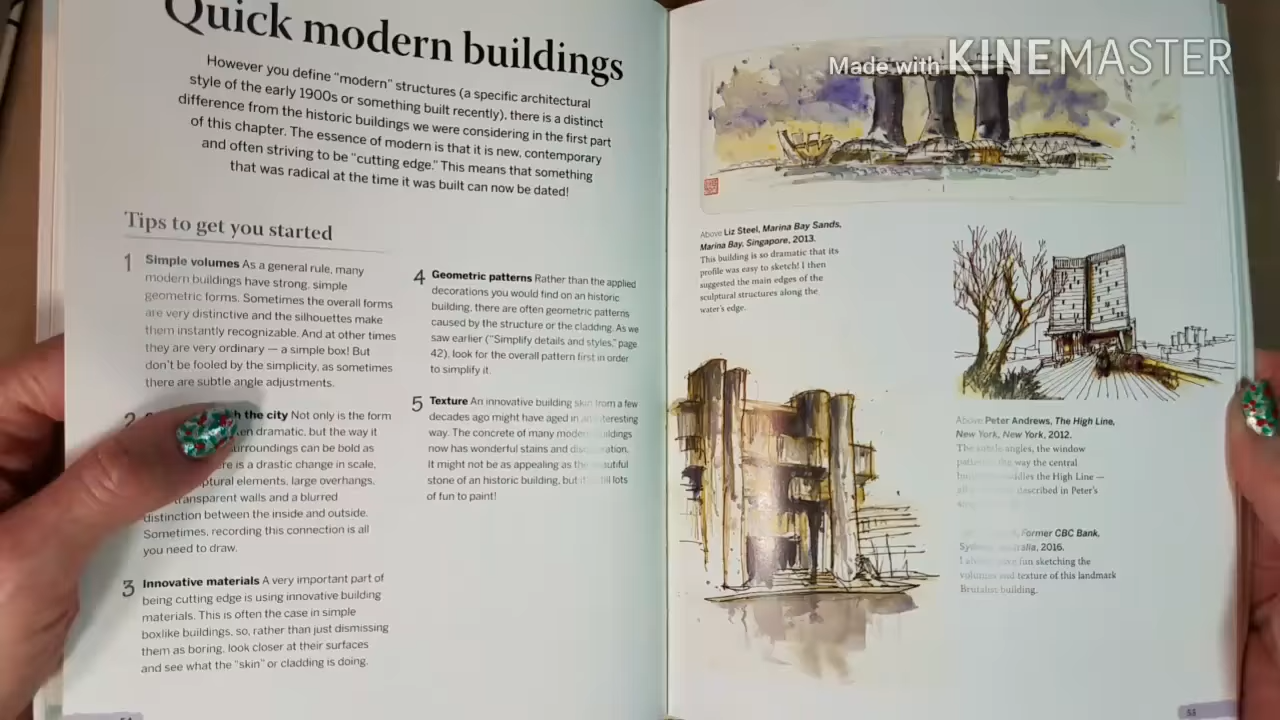 Quick modern buildings
However you define "modern" structures (a specific architectural
style of the early 1900s or something built recently), there is a distinct
difference from the historic buildings we were considering in the first part
of this chapter. The essence of modern is that it is new, contemporary
and often striving to be "cutting edge." This means that something
that was radical at the time it was built can now be dated!
Tips to get you started
1 Simple volumes As a general rule, many
modern buildings have strong, simple
geometric forms. Sometimes the overall forms
are very distinctive and the silhouettes make
them instantly recognizable. And at other times
they are very ordinary — a simple box! But
don't be fooled by the simplicity, as sometimes
there are subtle angle adjustments.
2 the city Not only is the form
dramatic, but the way it
surroundings can be bold as
is a drastic change in scale,
elements, large overhangs,
transparent walls and a blurred
distinction between the inside and outside.
Sometimes, recording this connection is all
you need to draw.
3 Innovative materials A very important part of
being cutting edge is using innovative building
materials. This is often the case in simple
boxlike buildings, so, rather than just dismissing
them as boring, look closer at their surfaces
and see what the "skin" or cladding is doing.
4 Geometric patterns Rather than the applied
decorations you would find on an historic
building, there are often geometric patterns
caused by the structure or the cladding. As we
saw earlier ("Simplify details and styles," page
42), look for the overall pattern first in order
to simplify it.
5 Texture An innovative building skin from a few
decades ago might have aged in an interesting
way. The concrete of many modern buildings
now has wonderful stains and
It might not be as appealing as the beautiful
stone of an historic building, but lots
of fun to paint!
Made with KINEMASTER
Above Liz Steel, Marina Bay Sands,
Marina Bay, Singapore, 2013.
This building is so dramatic that its
profile was easy to sketch! I then
suggested the main edges of the
sculptural structures along the
water's edge.
Above Peter Andrews, The High Line,
New York, New York, 2012.
The subtle angles, the window
the way the central
the High Line —
described in Peter's
Former CBC Bank,
2016.
fun sketching the
volumes and texture of this landmark
Brutalist building.
55